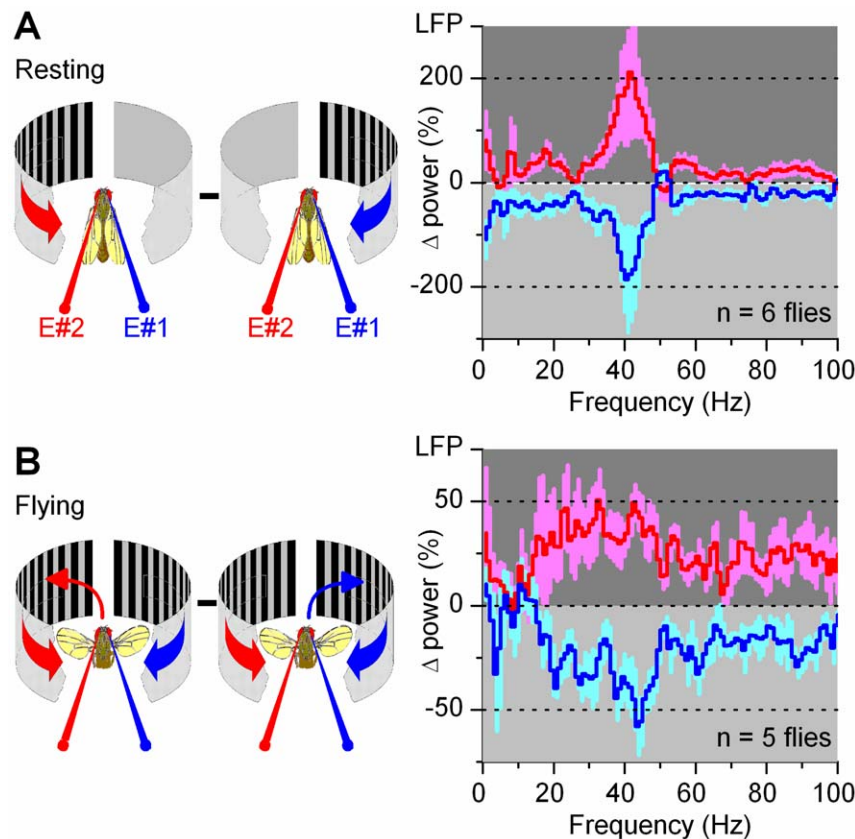 A
Resting
E#2
E#1
E#2
E#1
-
LFP
200
0
-200
Δ power (%)
n = 6 flies
0
20
40
60
80
100
Frequency (Hz)
B
Flying
-
LFP
50
0
-50
Δ power (%)
n = 5 flies
0
20
40
60
80
100
Frequency (Hz)